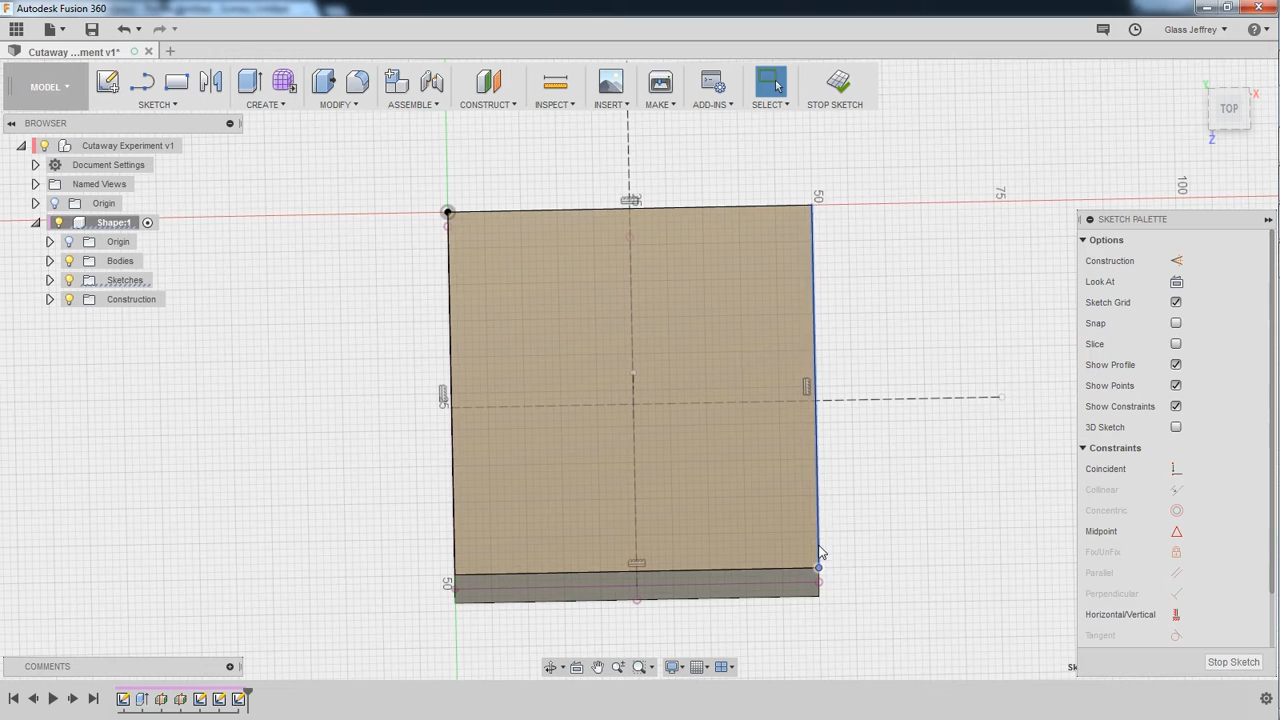 Autodesk Fusion 360
Glass Jeffrey
Cutaway ...ment v1*
MODEL
SKETCH
CREATE
MODIFY
ASSEMBLE
CONSTRUCT
INSPECT
INSERT
MAKE
ADD-INS
SELECT
STOP SKETCH
BROWSER
Cutaway Experiment v1
Document Settings
Named Views
Origin
Shape:1
Origin
Bodies
Sketches
Construction
Y
X
TOP
Z
50
75
100
50
SKETCH PALETTE
Options
Construction
Look At
Sketch Grid
Snap
Slice
Show Profile
Show Points
Show Constraints
3D Sketch
Constraints
Coincident
Collinear
Concentric
Midpoint
Fix/UnFix
Parallel
Perpendicular
Horizontal/Vertical
Tangent
Stop Sketch
COMMENTS